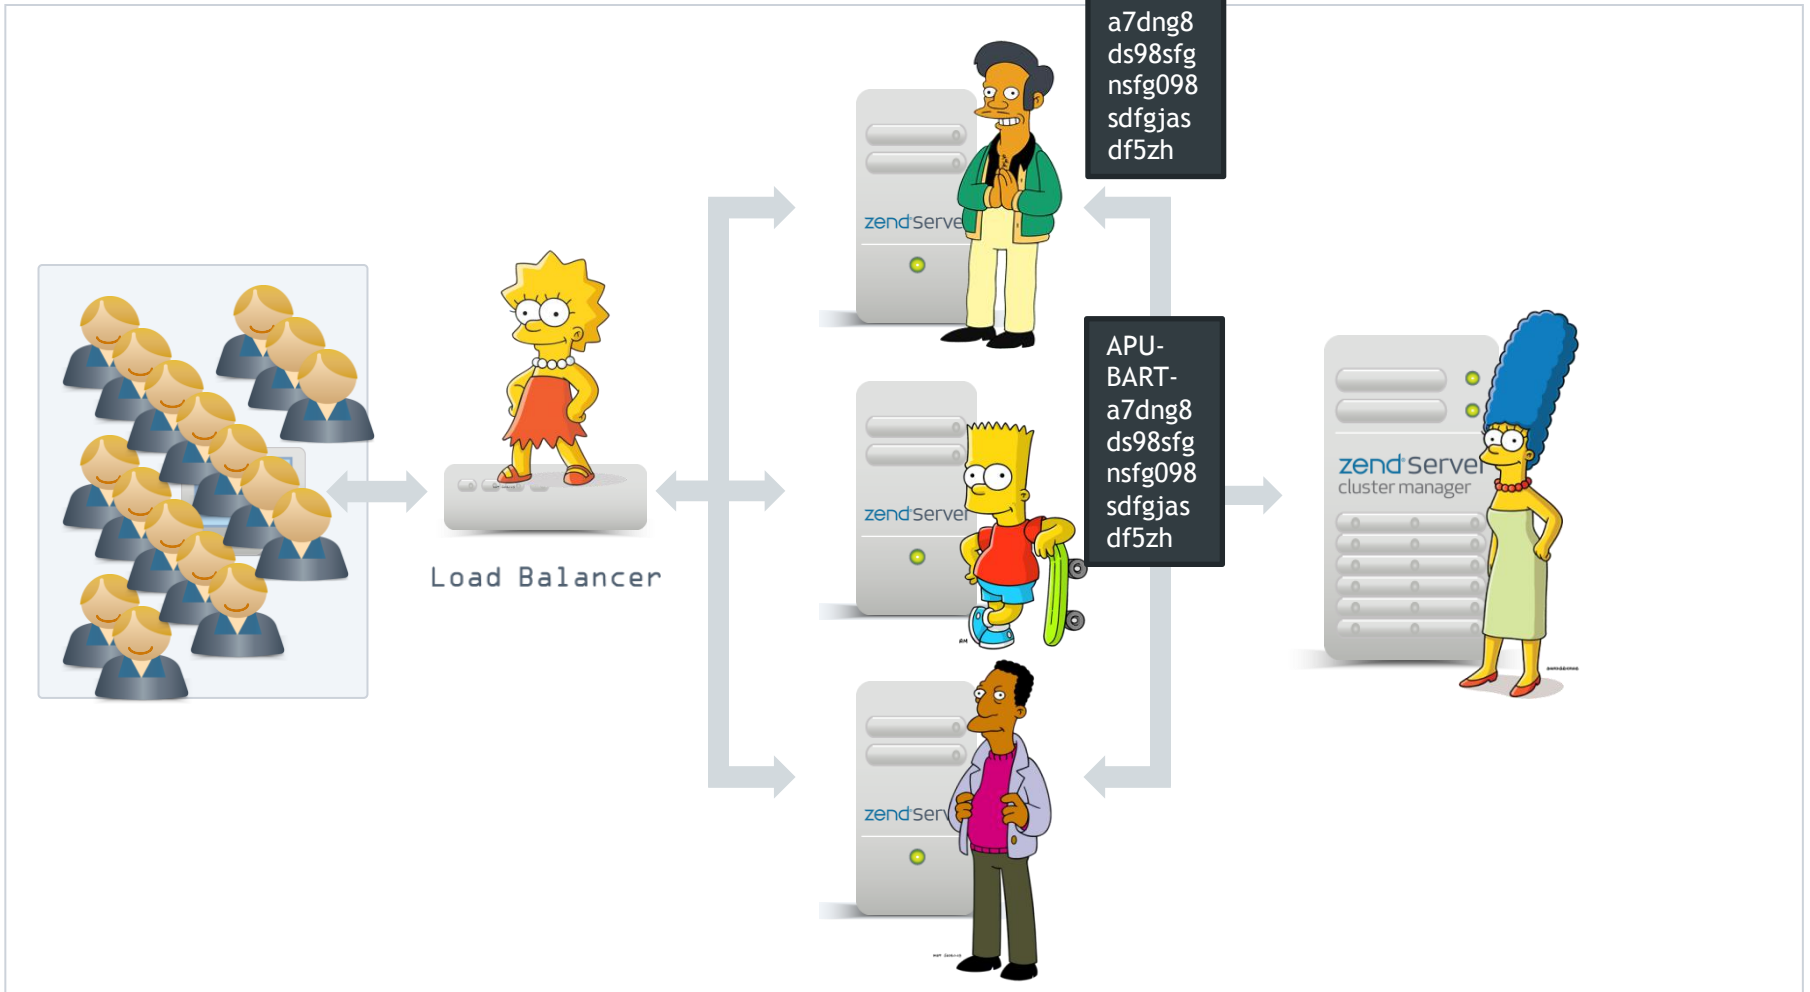 a7dng8
ds98sfg
nsfg098
sdfgjas
df5zh
zend Serve
Load Balancer
APU-
BART-
a7dng8
ds98sfg
nsfg098
sdfgjas
df5zh
zend Server
zend Server
cluster manager
zend Serv